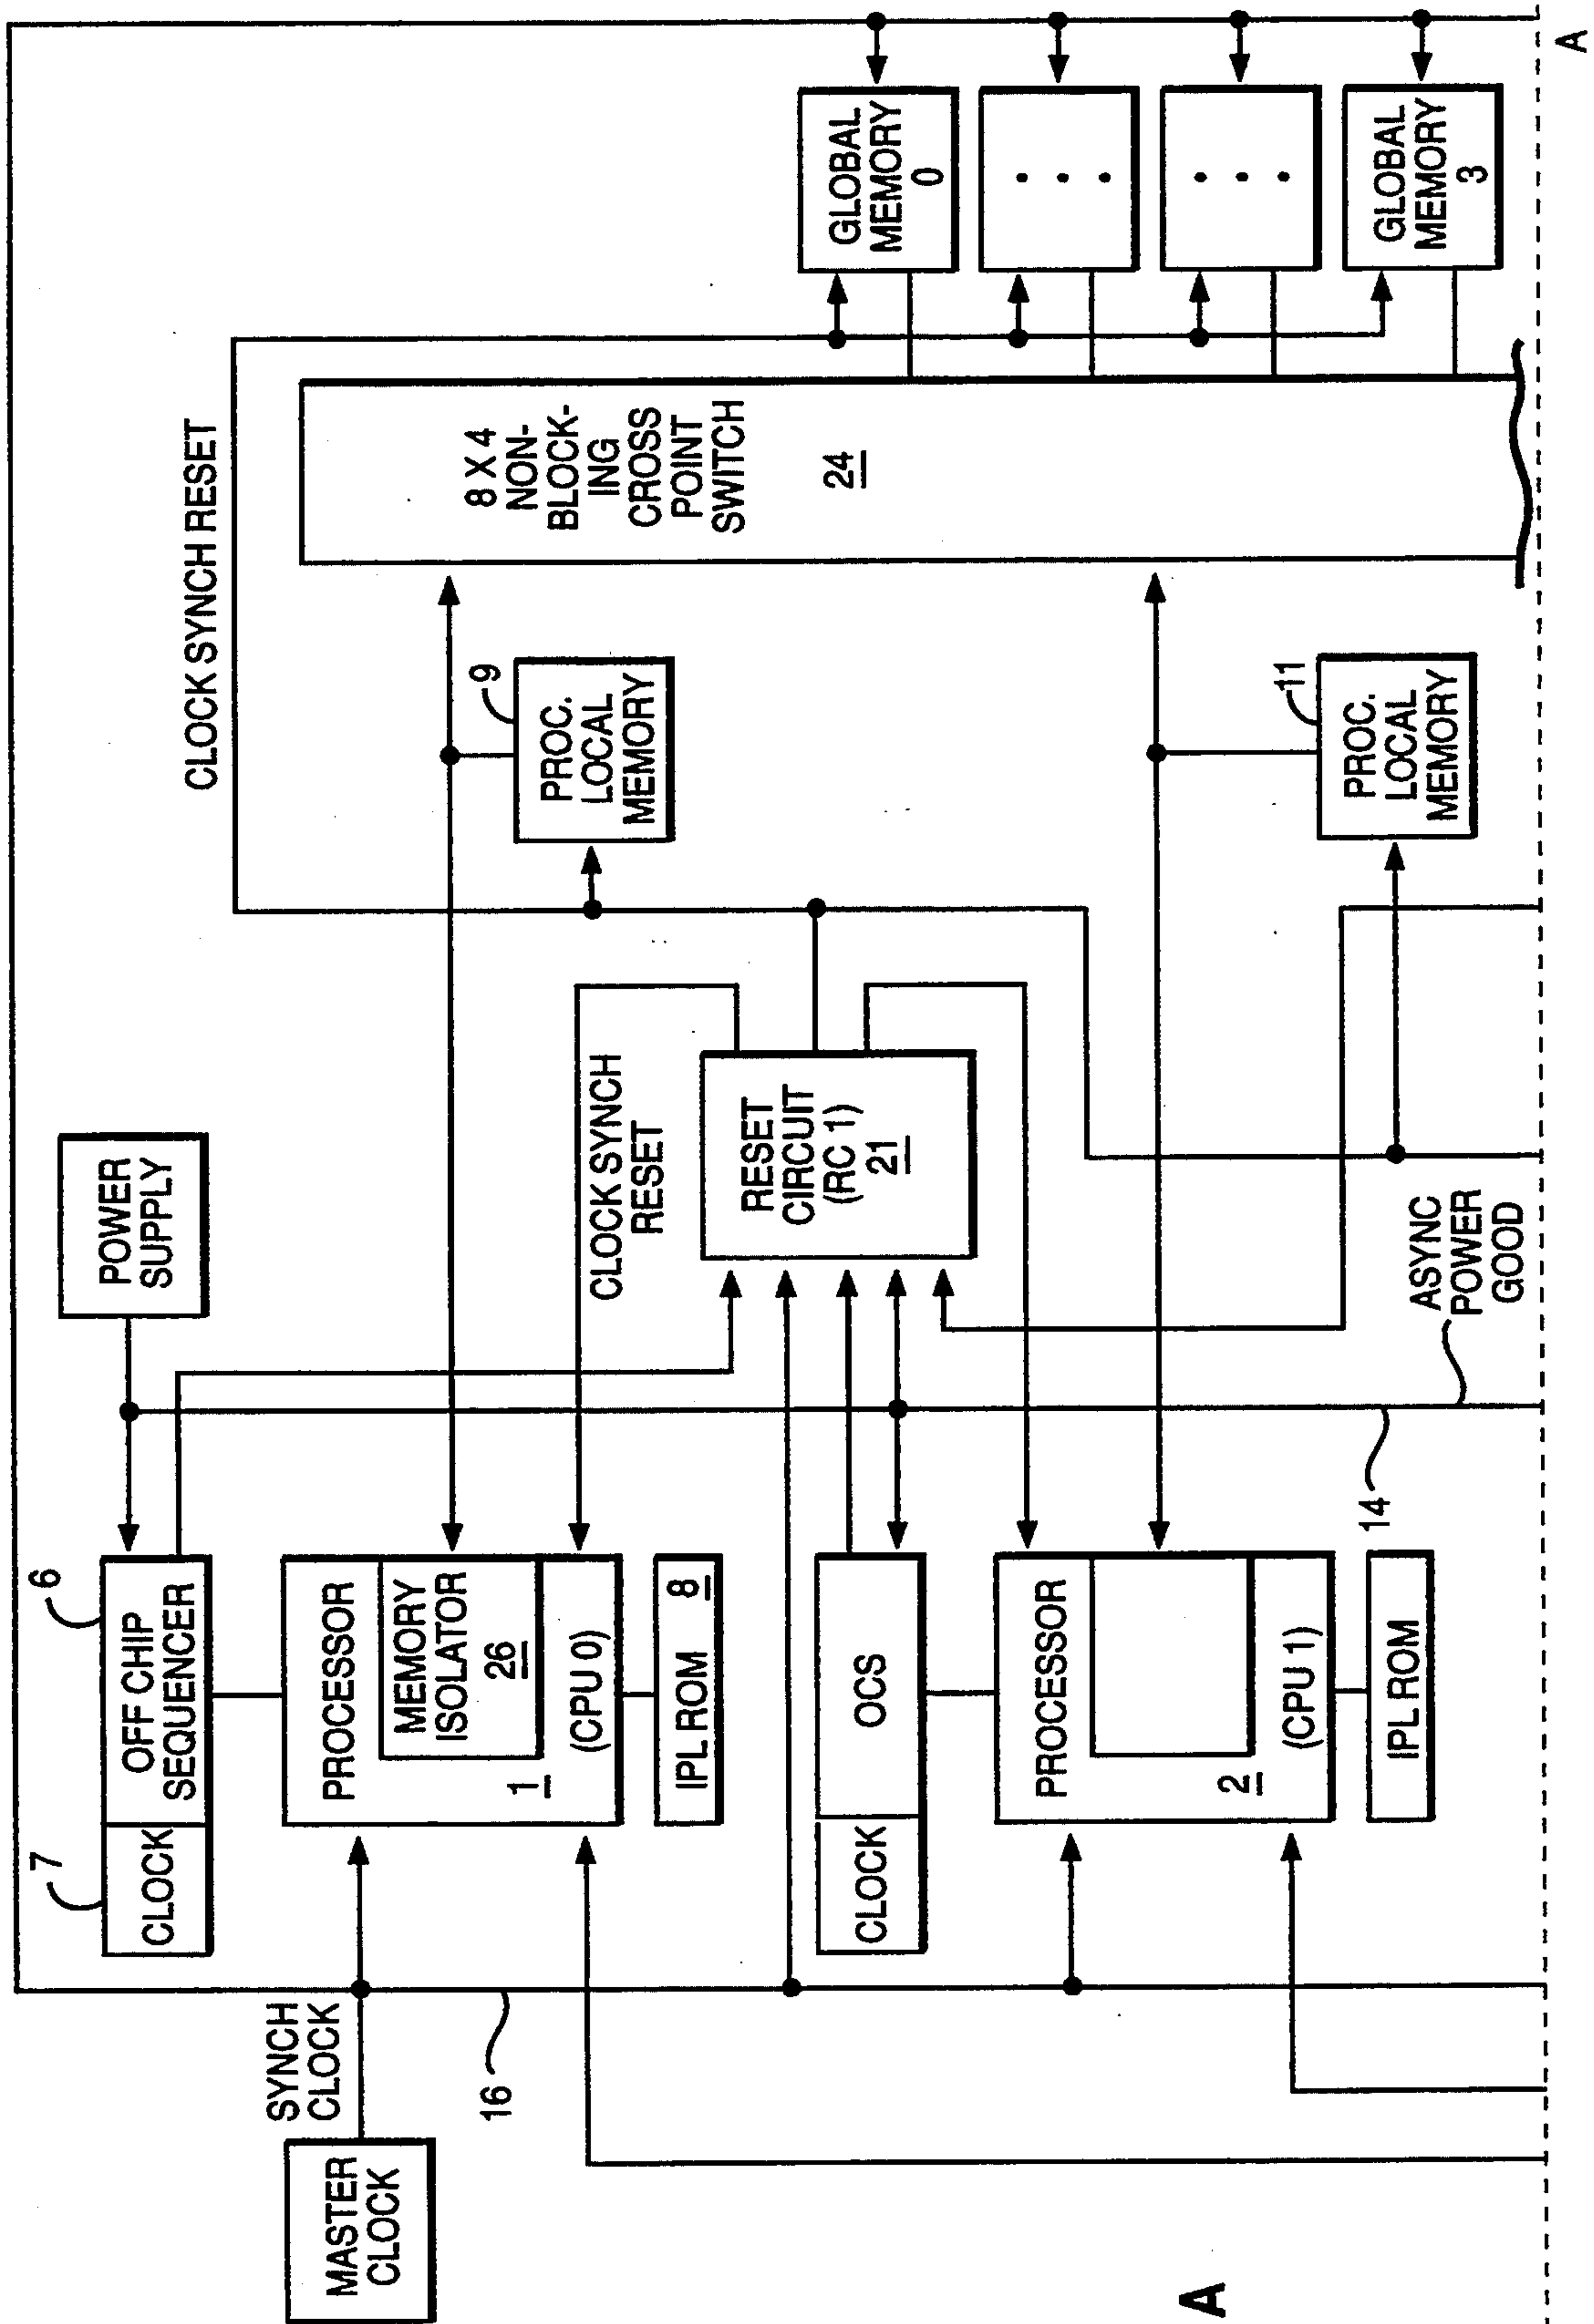 POWER
SUPPLY
7
6
CLOCK
OFF CHIP
SEQUENCER
CLOCK SYNCH RESET
MASTER
CLOCK
SYNCH
CLOCK
16
PROCESSOR
MEMORY
ISOLATOR
26
1
(CPU 0)
IPL ROM
8
CLOCK SYNCH
RESET
9
PROC.
LOCAL
MEMORY
8 X 4
NON-
BLOCK-
ING
CROSS
POINT
SWITCH
24
RESET
CIRCUIT
(RC 1)
21
GLOBAL
MEMORY
0
CLOCK
OCS
PROCESSOR
2
(CPU 1)
IPL ROM
14
ASYNC
POWER
GOOD
11
PROC.
LOCAL
MEMORY
GLOBAL
MEMORY
3
A
A